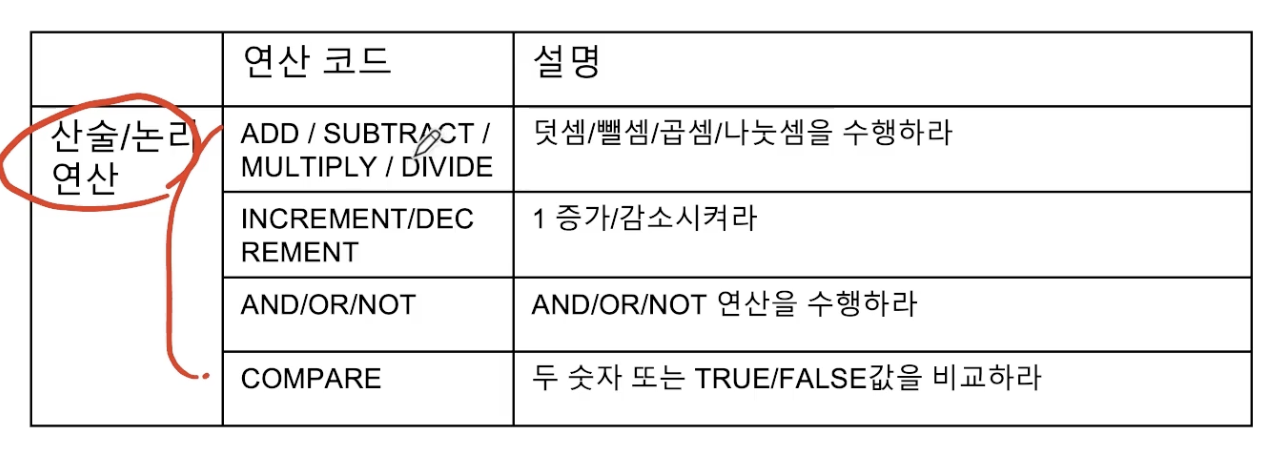 연산 코드
설명
산술/논리
연산
ADD / SUBTRACT /
MULTIPLY / DIVIDE
덧셈/뺄셈/곱셈/나눗셈을 수행하라
INCREMENT/DEC
REMENT
1 증가/감소시켜라
AND/OR/NOT
AND/OR/NOT 연산을 수행하라
COMPARE
두 숫자 또는 TRUE/FALSE값을 비교하라